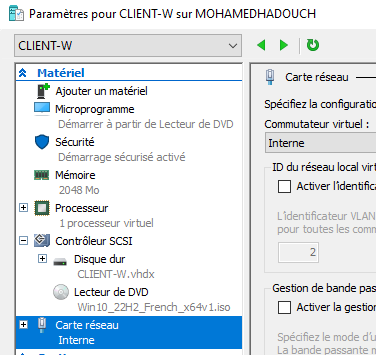 Paramètres pour CLIENT-W sur MOHAMEDHADOUCH
CLIENT-W
Matériel
Ajouter un matériel
Microprogramme
Démarrer à partir de Lecteur de DVD
Sécurité
Démarrage sécurisé activé
Mémoire
2048 Mo
Processeur
1 processeur virtuel
Contrôleur SCSI
Disque dur
CLIENT-W.vhdx
Lecteur de DVD
Win10_22H2_French_x64v1.iso
Carte réseau
Interne
Carte réseau
Spécifiez la configuratio
Commutateur virtuel :
Interne
ID du réseau local virt
Activer l'identifica
L'identificateur VLAN
pour toutes les comm
2
Gestion de bande pas
Activer la gestion
Spécifiez le mode d'u
La bande passante m